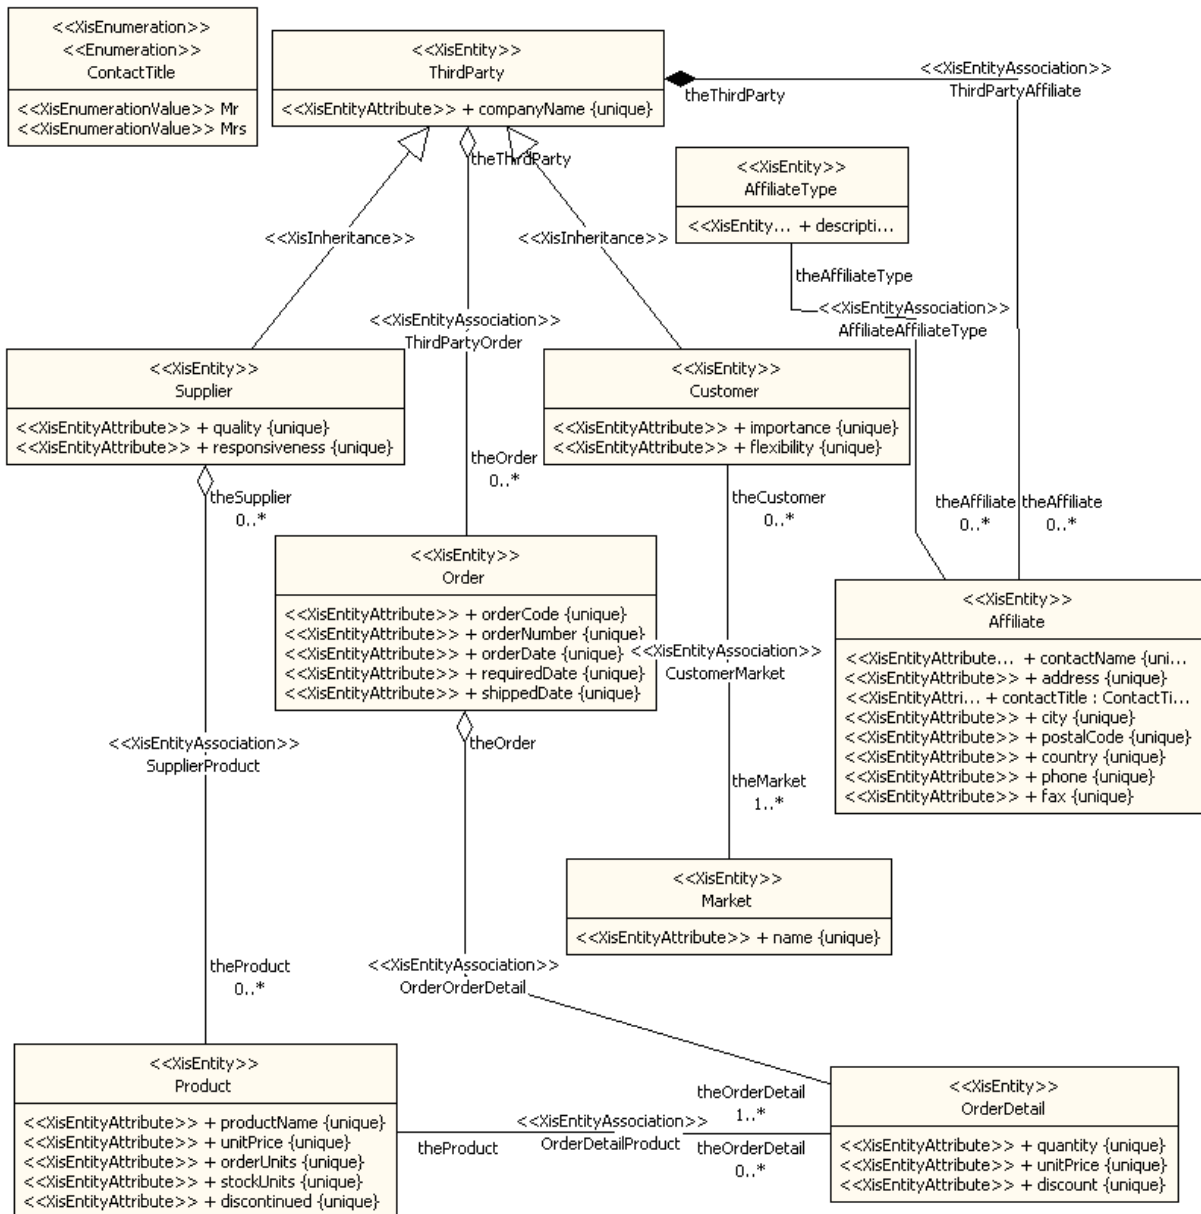 <<XisEnumeration>>
<<Enumeration>>
ContactTitle
<<XisEnumerationValue>> Mr
<<XisEnumerationValue>> Mrs
<<XisEntity>>
ThirdParty
<<XisEntityAttribute>> + companyName {unique}
theThirdParty
<<XisEntityAssociation>>
ThirdPartyAffiliate
theThirdParty
<<XisEntity>>
AffiliateType
<<XisEntity... + descripti...
theAffiliateType
<<XisEntityAssociation>>
AffiliateAffiliateType
<<XisInheritance>>
<<XisInheritance>>
<<XisEntityAssociation>>
ThirdPartyOrder
<<XisEntity>>
Supplier
<<XisEntityAttribute>> + quality {unique}
<<XisEntityAttribute>> + responsiveness {unique}
<<XisEntity>>
Customer
<<XisEntityAttribute>> + importance {unique}
<<XisEntityAttribute>> + flexibility {unique}
theSupplier
0..*
theOrder
0..*
theCustomer
0..*
theAffiliate
0..*
theAffiliate
0..*
<<XisEntity>>
Order
<<XisEntityAttribute>> + orderCode {unique}
<<XisEntityAttribute>> + orderNumber {unique}
<<XisEntityAttribute>> + orderDate {unique}
<<XisEntityAttribute>> + requiredDate {unique}
<<XisEntityAttribute>> + shippedDate {unique}
<<XisEntityAssociation>>
CustomerMarket
<<XisEntity>>
Affiliate
<<XisEntityAttribute... + contactName {uni...
<<XisEntityAttribute>> + address {unique}
<<XisEntityAttri... + contactTitle : ContactTi...
<<XisEntityAttribute>> + city {unique}
<<XisEntityAttribute>> + postalCode {unique}
<<XisEntityAttribute>> + country {unique}
<<XisEntityAttribute>> + phone {unique}
<<XisEntityAttribute>> + fax {unique}
<<XisEntityAssociation>>
SupplierProduct
theOrder
theMarket
1..*
<<XisEntity>>
Market
<<XisEntityAttribute>> + name {unique}
theProduct
0..*
<<XisEntityAssociation>>
OrderOrderDetail
<<XisEntity>>
Product
<<XisEntityAttribute>> + productName {unique}
<<XisEntityAttribute>> + unitPrice {unique}
<<XisEntityAttribute>> + orderUnits {unique}
<<XisEntityAttribute>> + stockUnits {unique}
<<XisEntityAttribute>> + discontinued {unique}
theProduct
<<XisEntityAssociation>>
OrderDetailProduct
theOrderDetail
1..*
theOrderDetail
0..*
<<XisEntity>>
OrderDetail
<<XisEntityAttribute>> + quantity {unique}
<<XisEntityAttribute>> + unitPrice {unique}
<<XisEntityAttribute>> + discount {unique}